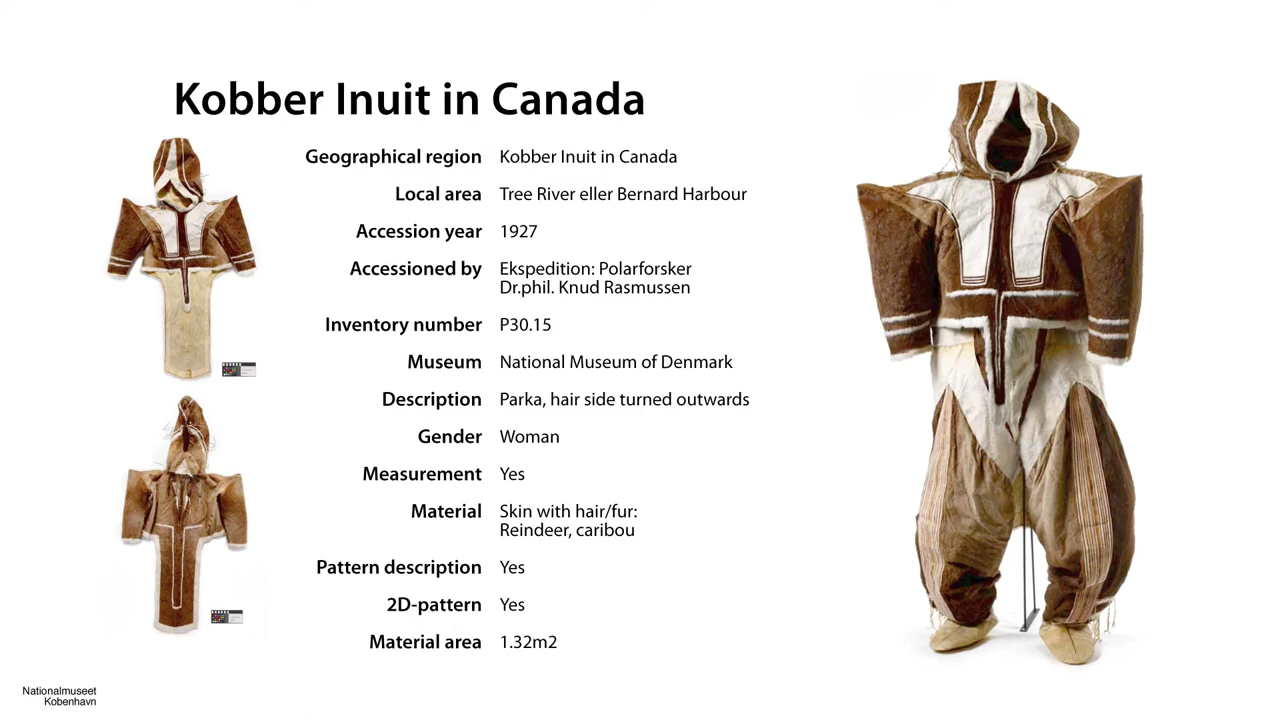 Kobber Inuit in Canada
Geographical region Kobber Inuit in Canada
Local area Tree River eller Bernard Harbour
Accession year 1927
Accessioned by Ekspedition: Polarforsker
Dr.phil. Knud Rasmussen
Inventory number P30.15
Museum National Museum of Denmark
Description Parka, hair side turned outwards
Gender Woman
Measurement Yes
Material Skin with hair/fur:
Reindeer, caribou
Pattern description Yes
2D-pattern Yes
Material area 1.32m2
Nationalmuseet
Kobenhavn